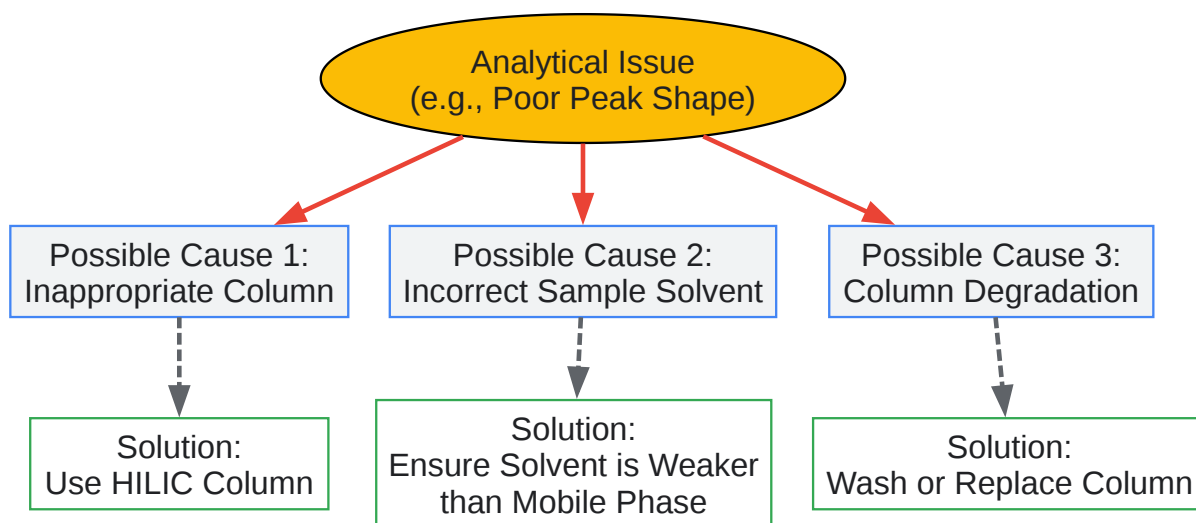 Analytical Issue
(e.g., Poor Peak Shape)
Possible Cause 1:
Inappropriate Column
Possible Cause 2:
Incorrect Sample Solvent
Possible Cause 3:
Column Degradation
Solution:
Use HILIC Column
Solution:
Ensure Solvent is Weaker
than Mobile Phase
Solution:
Wash or Replace Column